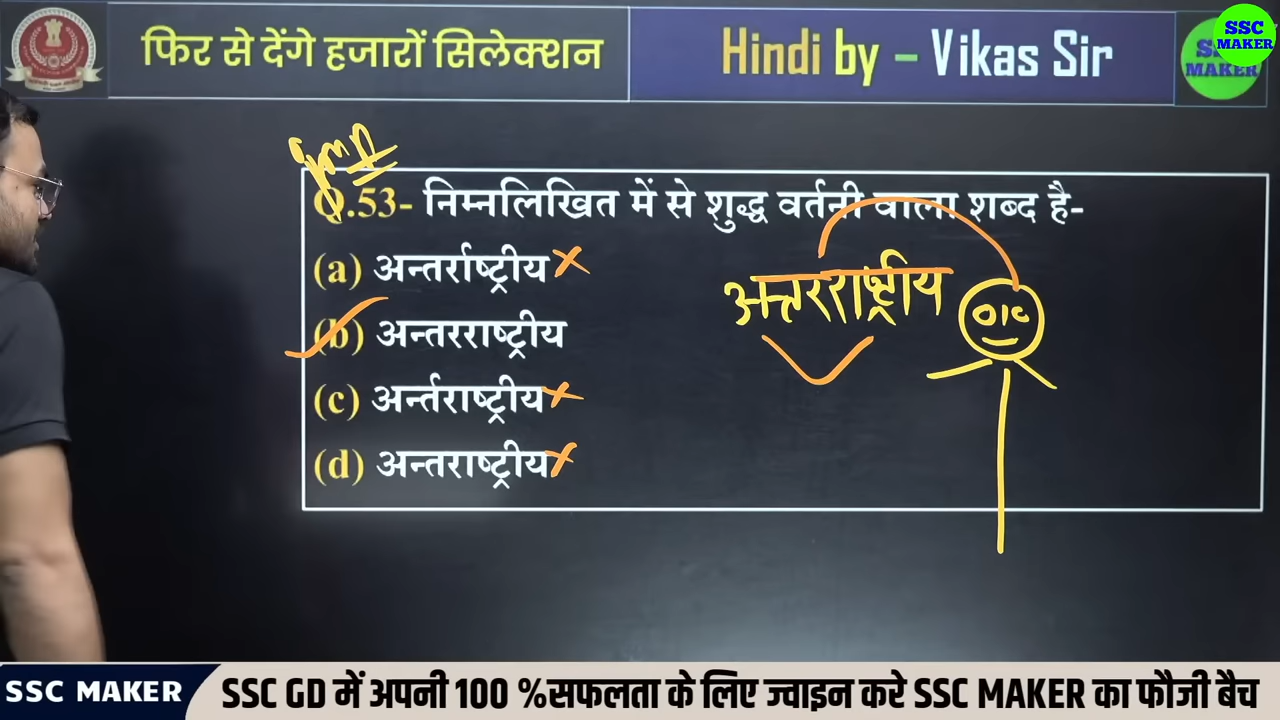 फिर से देंगे हजारों सिलेक्शन
Hindi by – Vikas Sir
SSC
MAKER
Imp
Q.53- निम्नलिखित में से शुद्ध वर्तनी वाला शब्द है-
(a) अन्तर्राष्ट्रीय
(b) अन्तरराष्ट्रीय
(c) अर्न्तराष्ट्रीय
(d) अन्तराष्ट्रीय
अन्तरराष्ट्रीय
SSC MAKER
SSC GD में अपनी 100 %सफलता के लिए ज्वाइन करे SSC MAKER का फौजी बैच